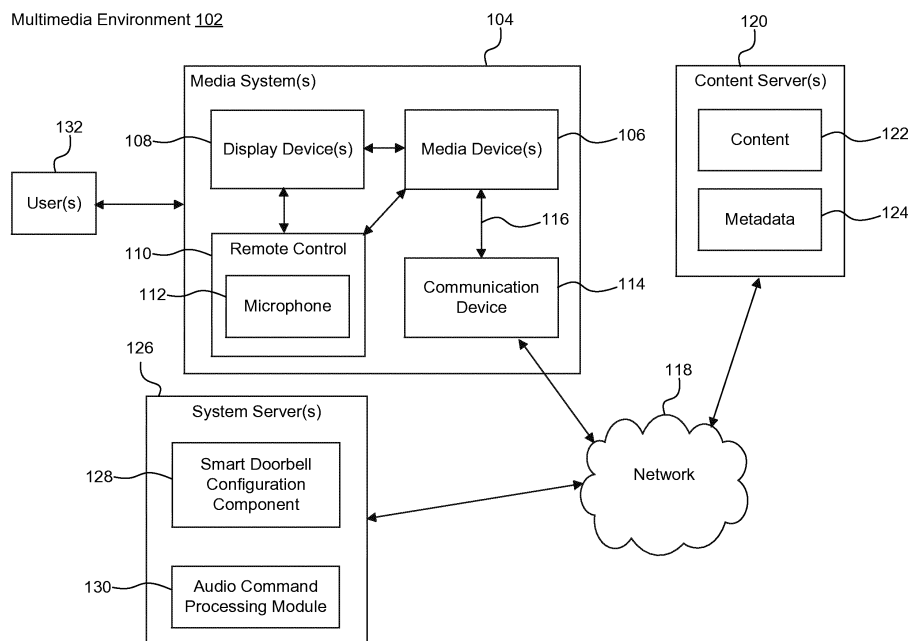 Multimedia Environment 102
104
120
Media System(s)
Content Server(s)
132
108
Display Device(s)
Media Device(s)
106
Content
122
User(s)
116
Metadata
124
110
Remote Control
112
Microphone
Communication
Device
114
126
118
System Server(s)
Network
128
Smart Doorbell
Configuration
Component
130
Audio Command
Processing Module